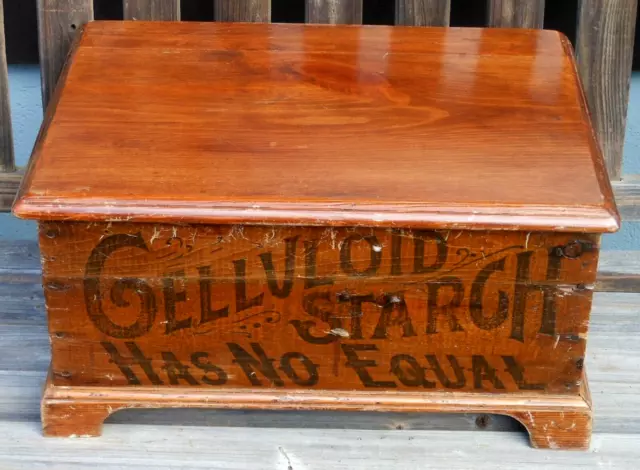 CELLULOID
STARCH
HAS NO EQUAL